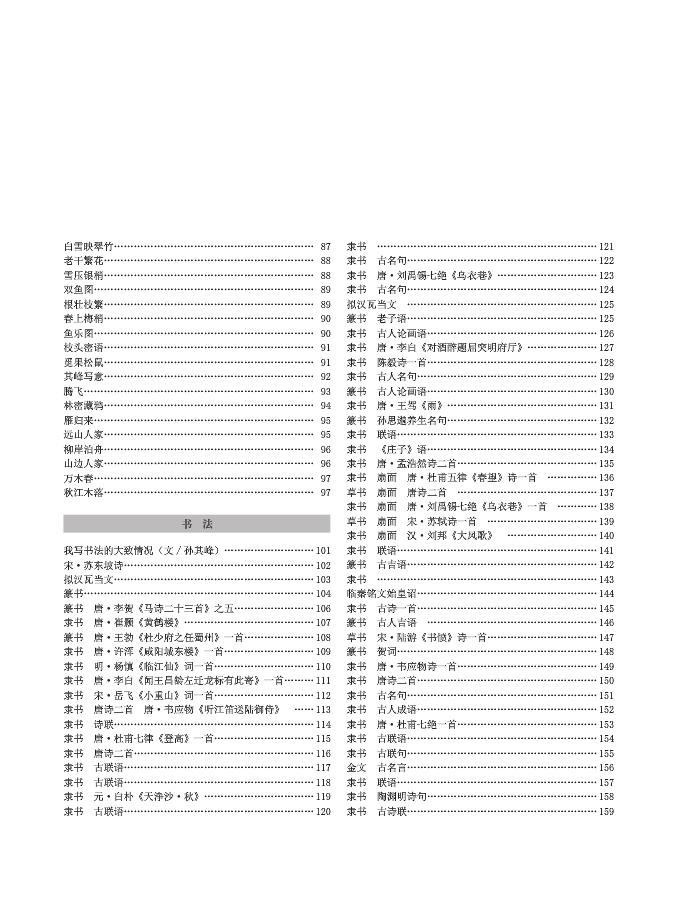 白雪映翠竹 87
老干繁花 88
雪压银梢 88
双鱼图 89
根壮枝繁 89
春上梅梢 90
鱼乐图 90
枝头密语 91
觅果松鼠 91
其峰写意 92
腾飞 93
林密藏鸦 94
雁归来 95
远山人家 95
柳岸泊舟 96
山边人家 96
万木春 97
秋江木落 97
书 法
我写书法的大致情况（文／孙其峰） 101
宋·苏东坡诗 102
拟汉瓦当文 103
篆书 104
篆书 唐·李贺《马诗二十三首》之五 106
隶书 唐·崔颢《黄鹤楼》 107
篆书 唐·王勃《杜少府之任蜀州》一首 108
隶书 唐·许浑《咸阳城东楼》一首 109
隶书 明·杨慎《临江仙》词一首 110
隶书 唐·李白《闻王昌龄左迁龙标有此寄》一首 111
隶书 宋·岳飞《小重山》词一首 112
隶书 唐诗二首 唐·韦应物《听江笛送陆御侍》 113
隶书 诗联 114
隶书 唐·杜甫七律《登高》一首 115
隶书 唐诗二首 116
隶书 古联语 117
隶书 古联语 118
隶书 元·白朴《天净沙·秋》 119
隶书 古联语 120
隶书 121
隶书 古名句 122
隶书 唐·刘禹锡七绝《乌衣巷》 123
隶书 古名句 124
拟汉瓦当文 125
篆书 老子语 125
隶书 古人论画语 126
隶书 唐·李白《对酒醉题屈突明府厅》 127
隶书 陈毅诗一首 128
隶书 古人名句 129
篆书 古人论画语 130
隶书 唐·王驾《雨》 131
篆书 孙思邈养生名句 132
隶书 联语 133
隶书 《庄子》语 134
隶书 唐·孟浩然诗二首 135
隶书 扇面 唐·杜甫五律《春望》诗一首 136
草书 扇面 唐诗二首 137
隶书 扇面 唐·刘禹锡七绝《乌衣巷》一首 138
草书 扇面 宋·苏轼诗一首 139
隶书 扇面 汉·刘邦《大风歌》 140
隶书 联语 141
篆书 古吉语 142
隶书 143
临秦铭文始皇诏 144
隶书 古诗一首 145
篆书 古人吉语 146
草书 宋·陆游《书愤》诗一首 147
篆书 贺词 148
隶书 唐·韦应物诗一首 149
隶书 唐诗二首 150
隶书 古名句 151
隶书 古人成语 152
隶书 唐·杜甫七绝一首 153
隶书 古联语 154
隶书 古联句 155
金文 古名言 156
隶书 联语 157
隶书 陶渊明诗句 158
隶书 古诗联 159